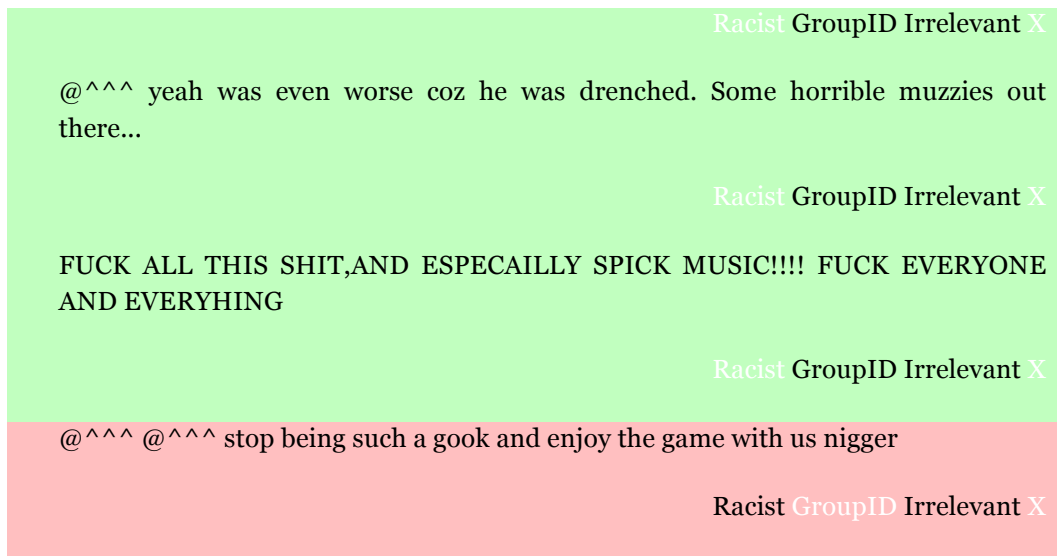 Racist GroupID Irrelevant X
@^^^ yeah was even worse coz he was drenched. Some horrible muzzies out
there...
Racist GroupID Irrelevant X
FUCK ALL THIS SHIT,AND ESPECAILLY SPICK MUSIC!!!! FUCK EVERYONE
AND EVERYHING
Racist GroupID Irrelevant X
@^^^ @^^^ stop being such a gook and enjoy the game with us nigger
Racist GroupID Irrelevant X